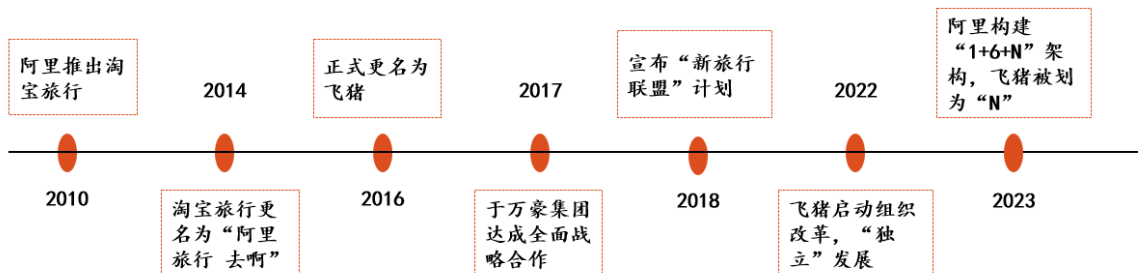 阿里推出淘
宝旅行
2010
2014
淘宝旅行更
名为“阿里
旅行 去啊”
正式更名为
飞猪
2016
2017
于万豪集团
达成全面战
略合作
宣布“新旅行
联盟”计划
2018
2022
飞猪启动组织
改革，“独
立”发展
阿里构建
“1+6+N”架
构，飞猪被划
为“N”
2023